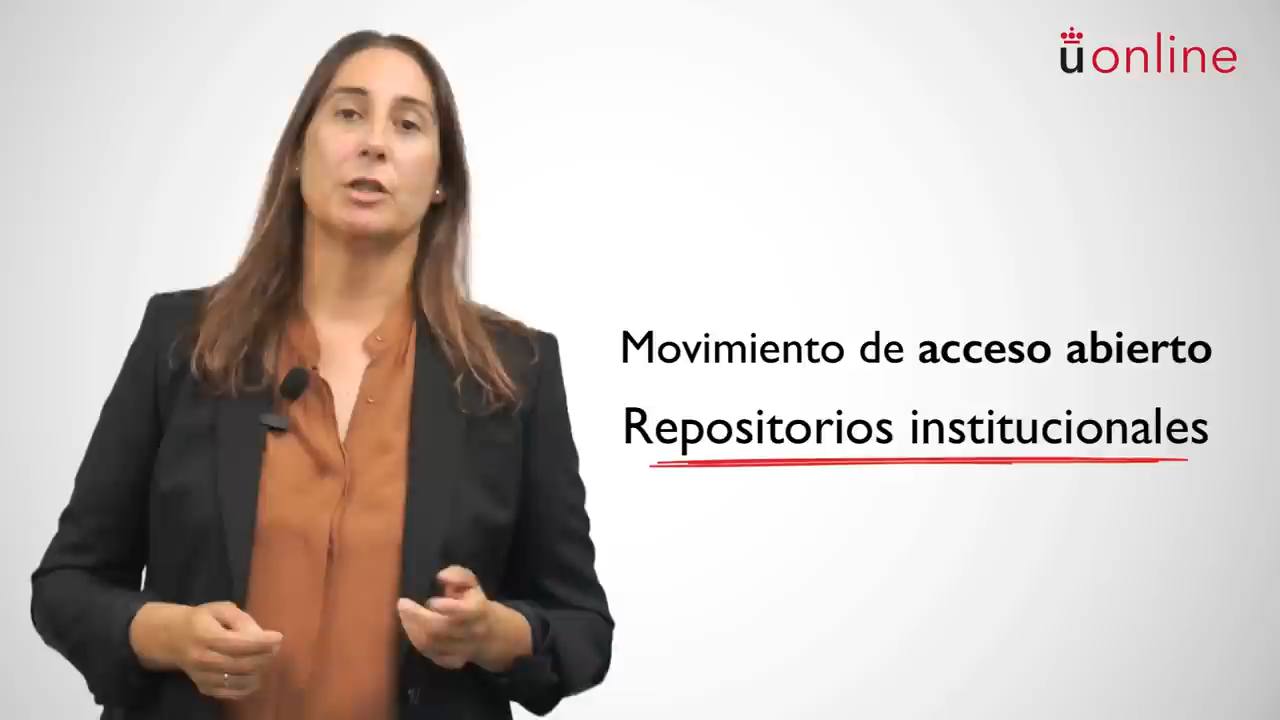 üonline
Movimiento de acceso abierto
Repositorios institucionales